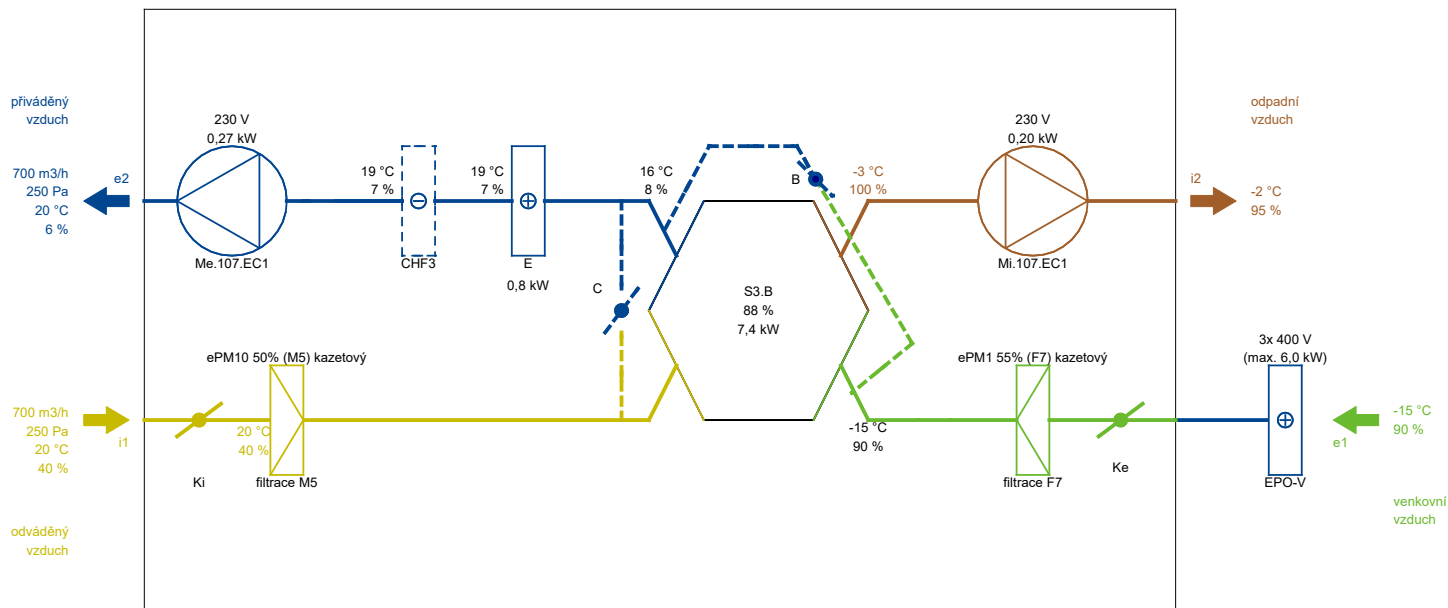 přiváděný
vzduch
700 m3/h
250 Pa
20 °C
6 %
e2
230 V
0,27 kW
Me.107.EC1
19 °C
7 %
CHF3
19 °C
7 %
E
0,8 kW
16 °C
8 %
C
B
S3.B
88 %
7,4 kW
-3 °C
100 %
230 V
0,20 kW
Mi.107.EC1
i2
odpadní
vzduch
-2 °C
95 %
700 m3/h
250 Pa
20 °C
40 %
i1
Ki
ePM10 50% (M5) kazetový
20 °C
40 %
filtrace M5
-15 °C
90 %
ePM1 55% (F7) kazetový
filtrace F7
Ke
3x 400 V
(max. 6,0 kW)
EPO-V
e1
-15 °C
90 %
odváděný
vzduch
venkovní
vzduch